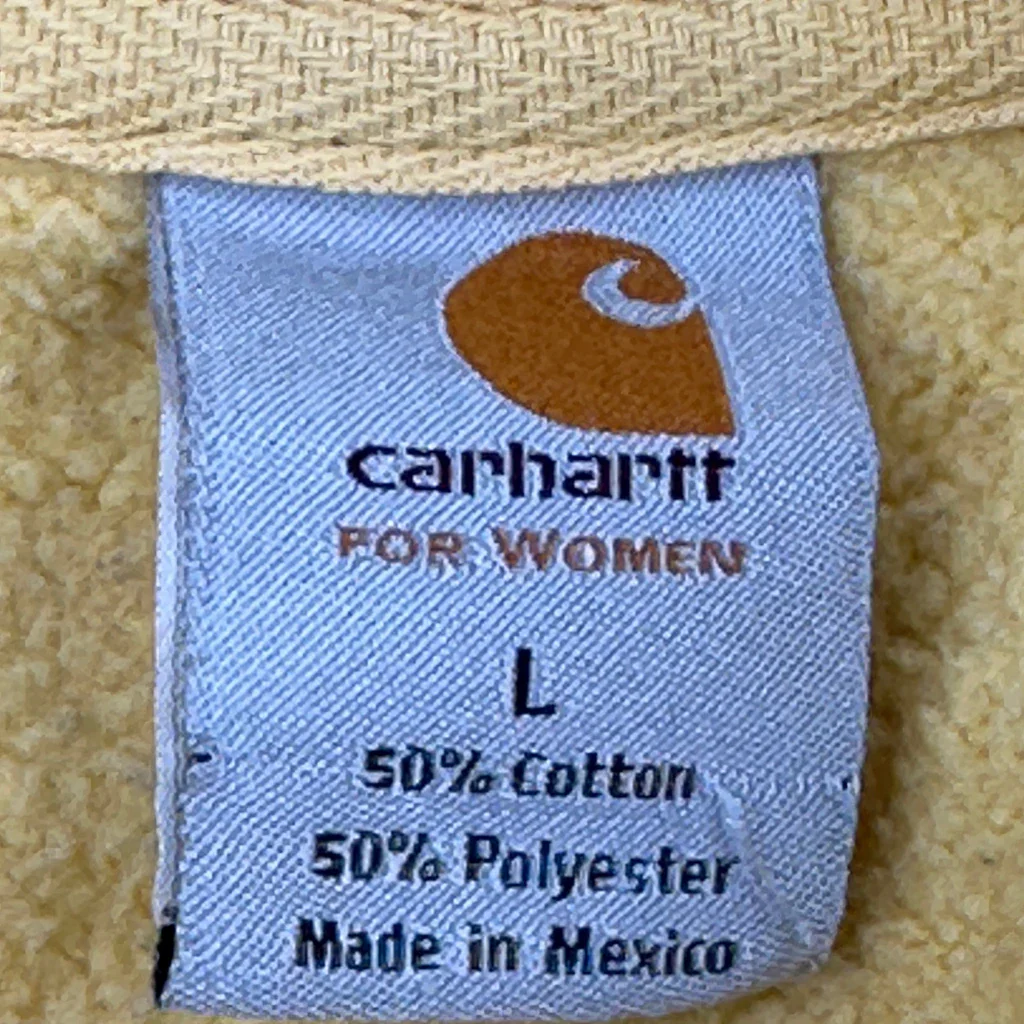 carhartt
FOR WOMEN
L
50% Cotton
50% Polyester
Made in Mexico